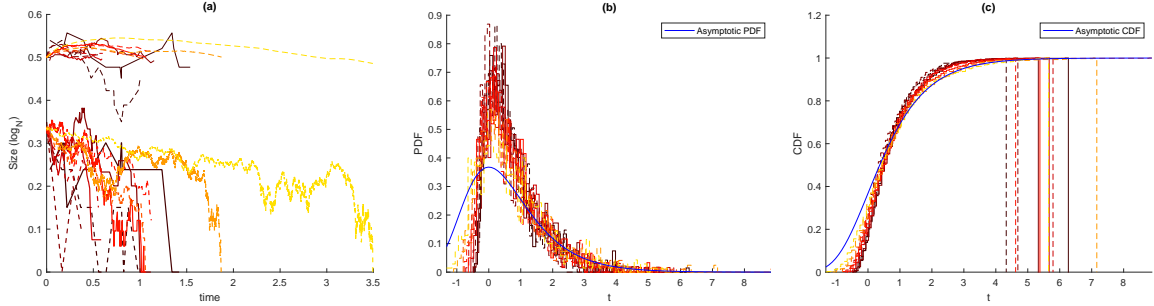 (a)
Size (log_N)
0.6
0.5
0.4
0.3
0.2
0.1
0
0 0.5 1 1.5 2 2.5 3 3.5
time
(b)
PDF
0.9
0.8
0.7
0.6
0.5
0.4
0.3
0.2
0.1
0
-1 0 1 2 3 4 5 6 7 8
t
Asymptotic PDF
(c)
CDF
1.2
1
0.8
0.6
0.4
0.2
0
-1 0 1 2 3 4 5 6 7 8
t
Asymptotic CDF